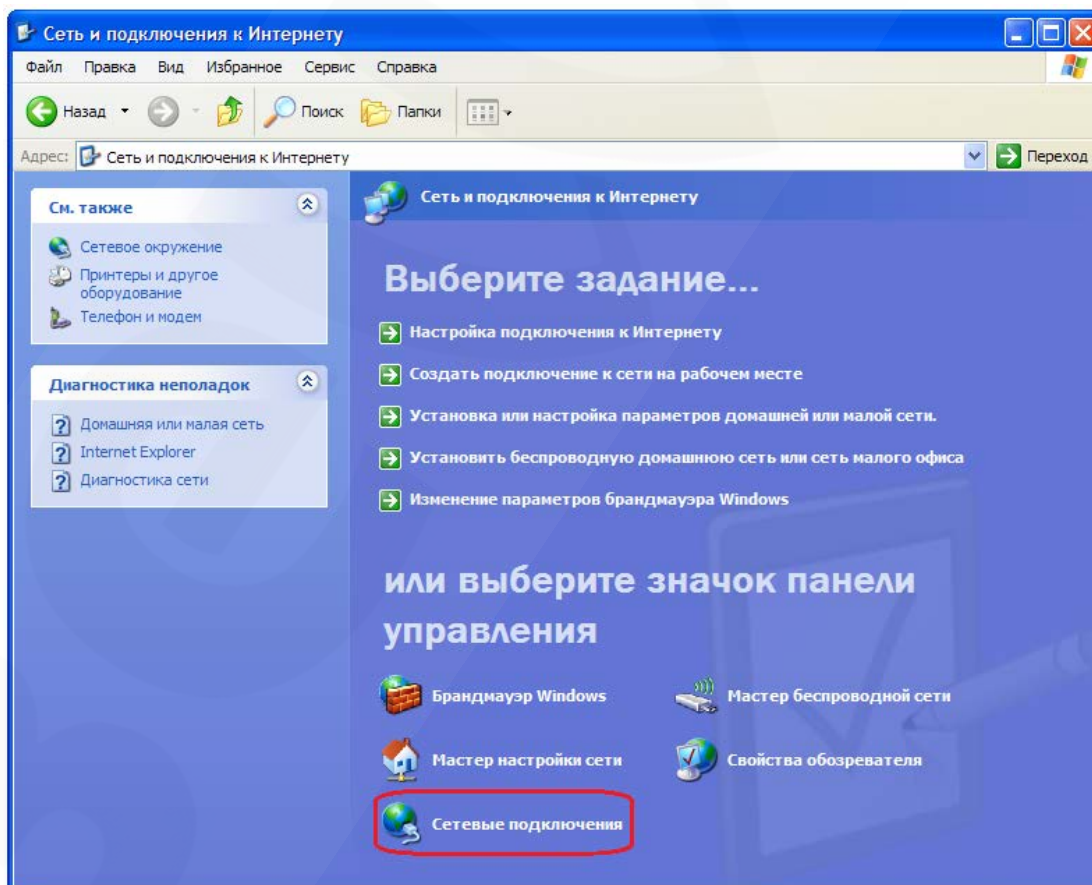 Сеть и подключения к Интернету
Файл Правка Вид Избранное Сервис Справка
Назад Поиск Папки
Адрес: Сеть и подключения к Интернету Переход
См. также
Сетевое окружение
Принтеры и другое
оборудование
Телефон и модем
Диагностика неполадок
Домашняя или малая сеть
Internet Explorer
Диагностика сети
Сеть и подключения к Интернету
Выберите задание...
Настройка подключения к Интернету
Создать подключение к сети на рабочем месте
Установка или настройка параметров домашней или малой сети.
Установить беспроводную домашнюю сеть или сеть малого офиса
Изменение параметров брандмауэра Windows
или выберите значок панели
управления
Брандмауэр Windows Мастер беспроводной сети
Мастер настройки сети Свойства обозревателя
Сетевые подключения